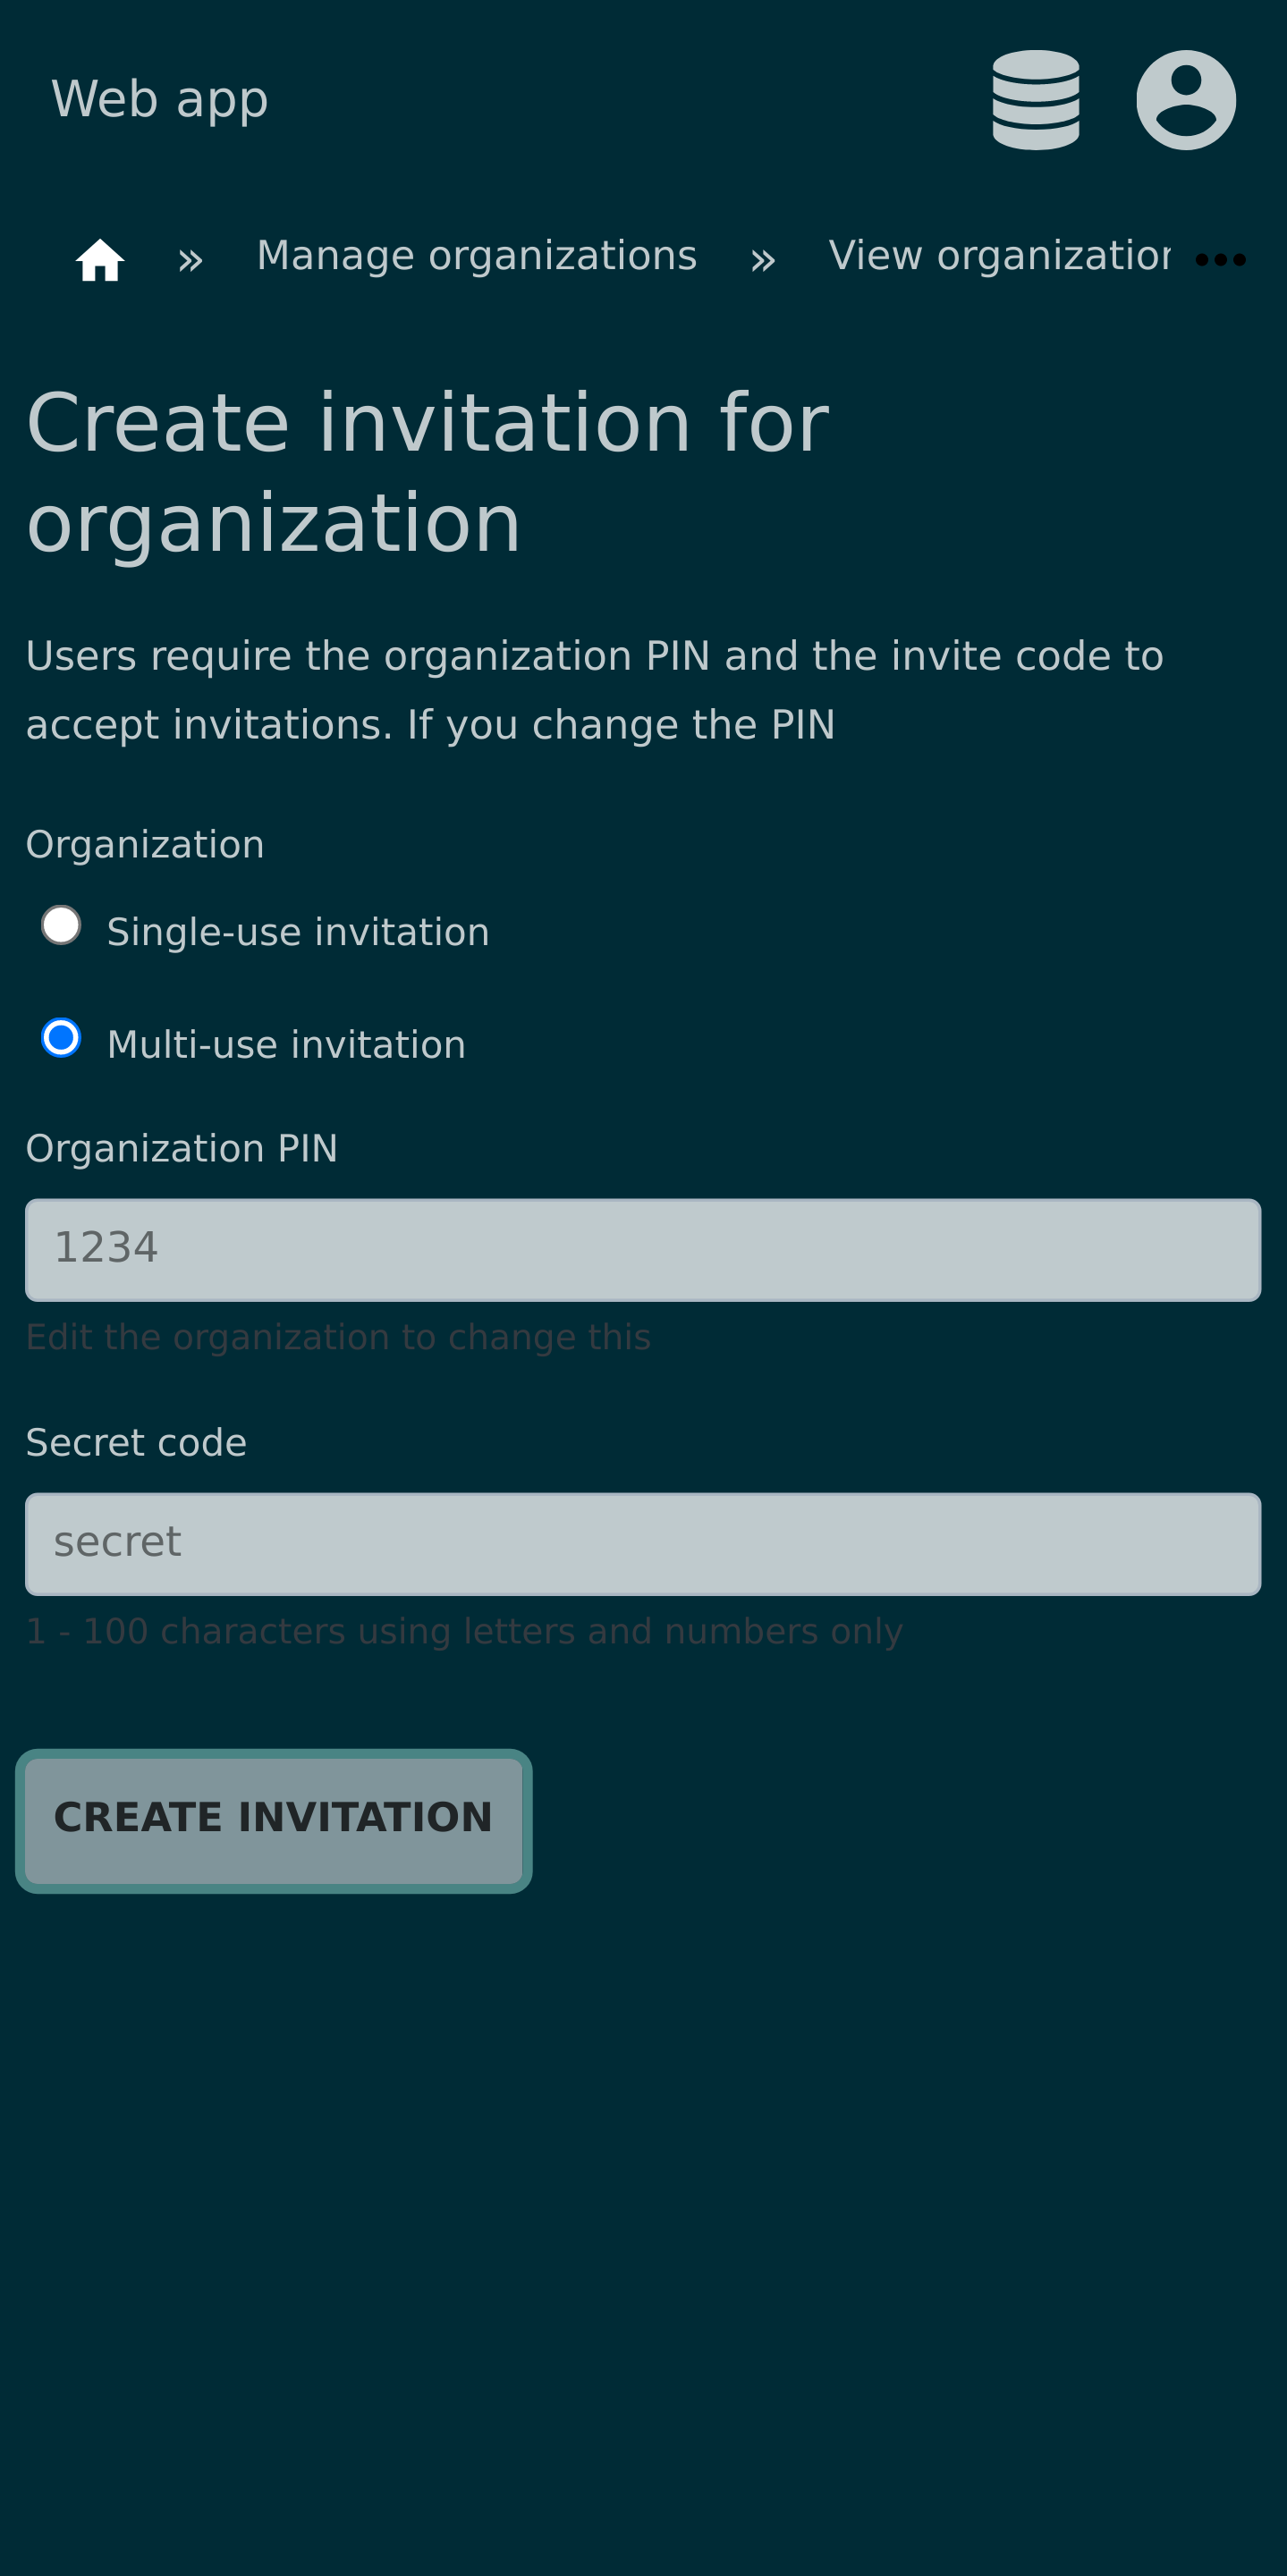 Web app
» Manage organizations » View organization
Create invitation for
organization
Users require the organization PIN and the invite code to
accept invitations. If you change the PIN
Organization
Single-use invitation
Multi-use invitation
Organization PIN
1234
Edit the organization to change this
Secret code
secret
1 - 100 characters using letters and numbers only
CREATE INVITATION